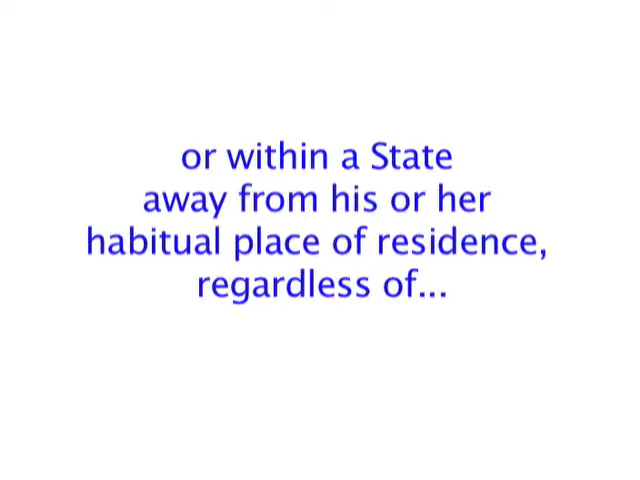 or within a State
away from his or her
habitual place of residence,
regardless of...